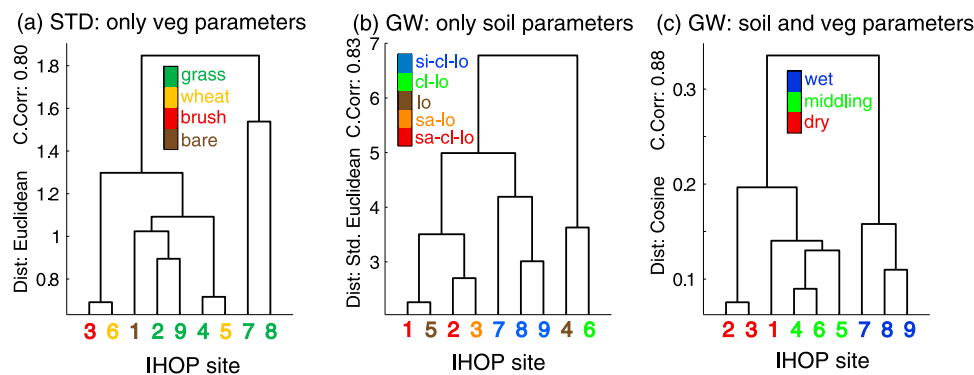 (a) STD: only veg parameters
Dist: Euclidean C.Corr: 0.80
1.8
1.6
1.4
1.2
1
0.8
grass
wheat
brush
bare
3 6 1 2 9 4 5 7 8
IHOP site
(b) GW: only soil parameters
Dist: Std. Euclidean C.Corr: 0.83
7
6
5
4
3
si-cl-lo
cl-lo
lo
sa-lo
sa-cl-lo
1 5 2 3 7 8 9 4 6
IHOP site
(c) GW: soil and veg parameters
Dist: Cosine C.Corr: 0.88
0.3
0.2
0.1
wet
middling
dry
2 3 1 4 6 5 7 8 9
IHOP site